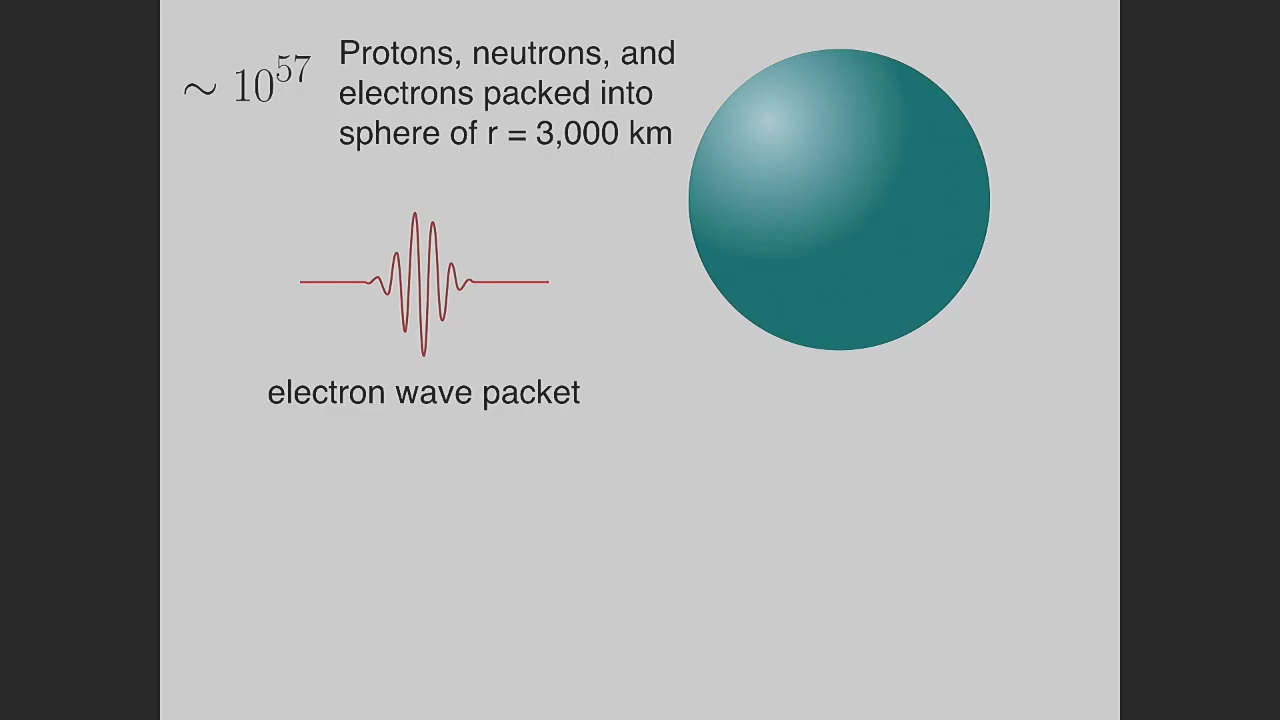 ~ 10^57
Protons, neutrons, and
electrons packed into
sphere of r = 3,000 km
electron wave packet